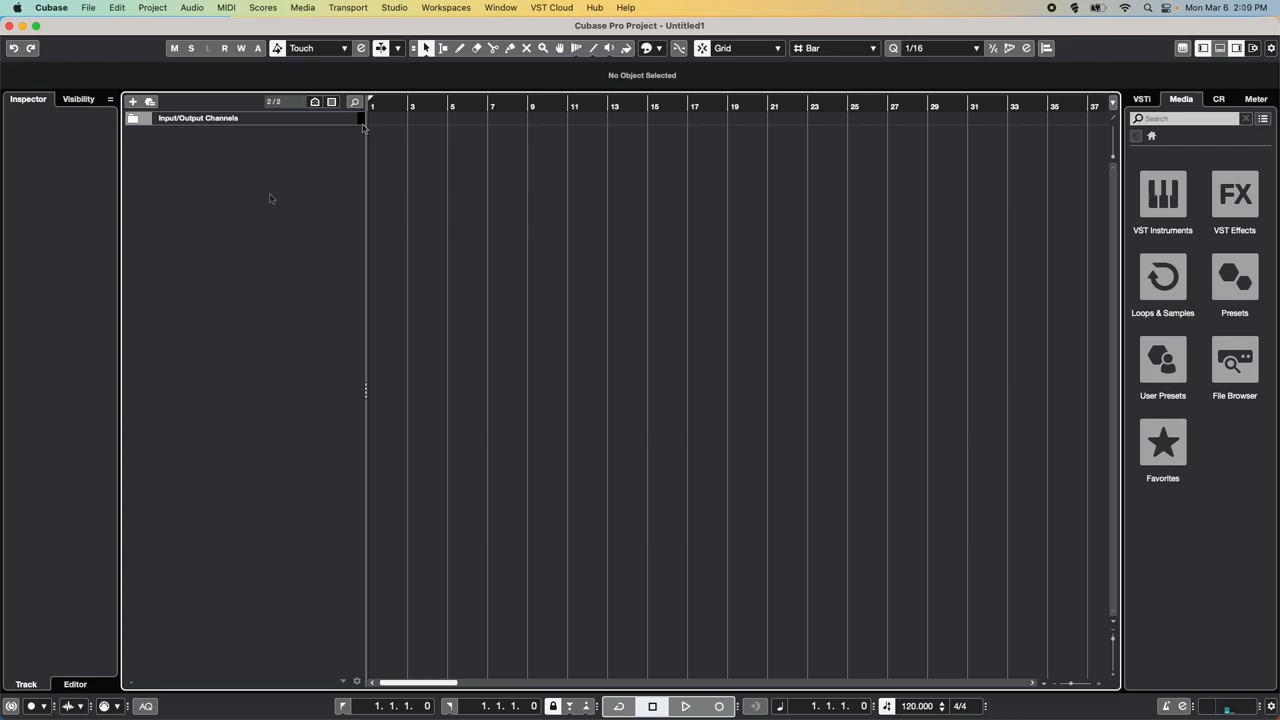 Cubase File Edit Project Audio MIDI Scores Media Transport Studio Workspaces Window VST Cloud Hub Help Mon Mar 6 2:09 PM
Cubase Pro Project - Untitled1
M S L R W A Touch Grid Bar Q 1/16
No Object Selected
Inspector Visibility 2/2 1 3 5 7 9 11 13 15 17 19 21 23 25 27 29 31 33 35 37 VSTi Media CR Meter
Input/Output Channels Search
VST Instruments FX VST Effects
Loops & Samples Presets
User Presets File Browser
Favorites
Track Editor
AQ 1. 1. 1. 0 1. 1. 1. 0 1. 1. 1. 0 120.000 4/4